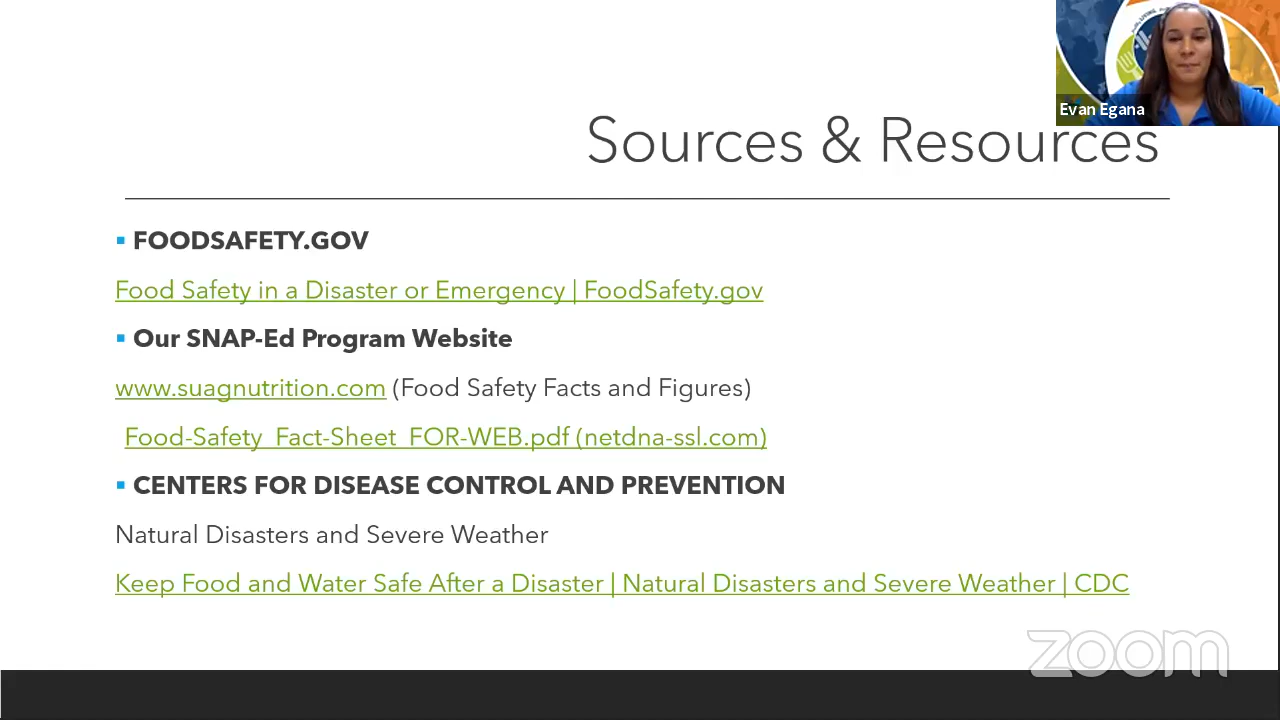 Evan Egana
Sources & Resources
FOODSAFETY.GOV
Food Safety in a Disaster or Emergency | FoodSafety.gov
Our SNAP-Ed Program Website
www.suagnutrition.com (Food Safety Facts and Figures)
Food-Safety_Fact-Sheet_FOR-WEB.pdf (netdna-ssl.com)
CENTERS FOR DISEASE CONTROL AND PREVENTION
Natural Disasters and Severe Weather
Keep Food and Water Safe After a Disaster | Natural Disasters and Severe Weather | CDC
zoom